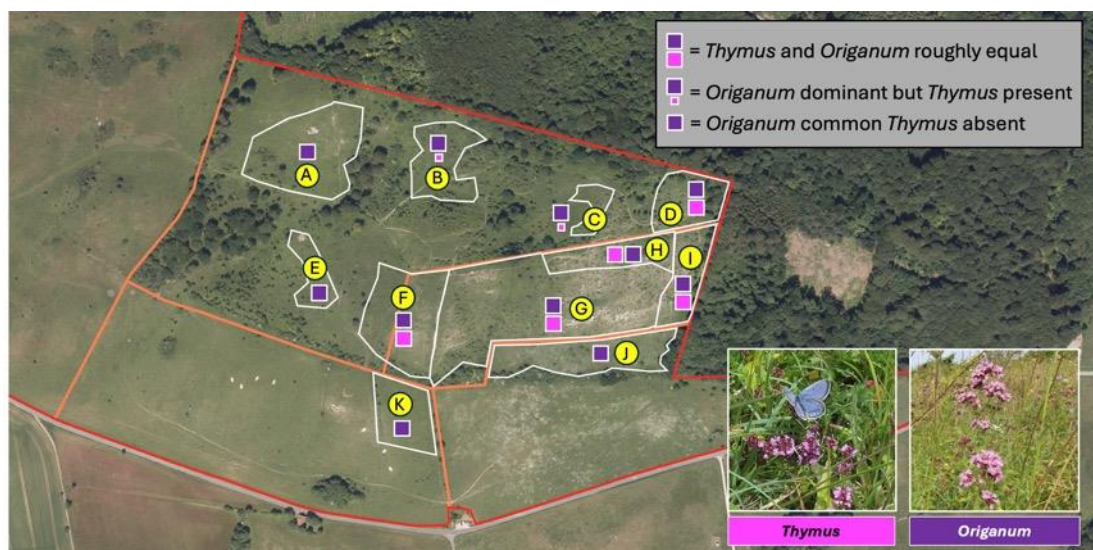 = Thymus and Origanum roughly equal
= Origanum dominant but Thymus present
= Origanum common Thymus absent
A
B
C
D
E
F
G
H
I
J
K
Thymus
Origanum